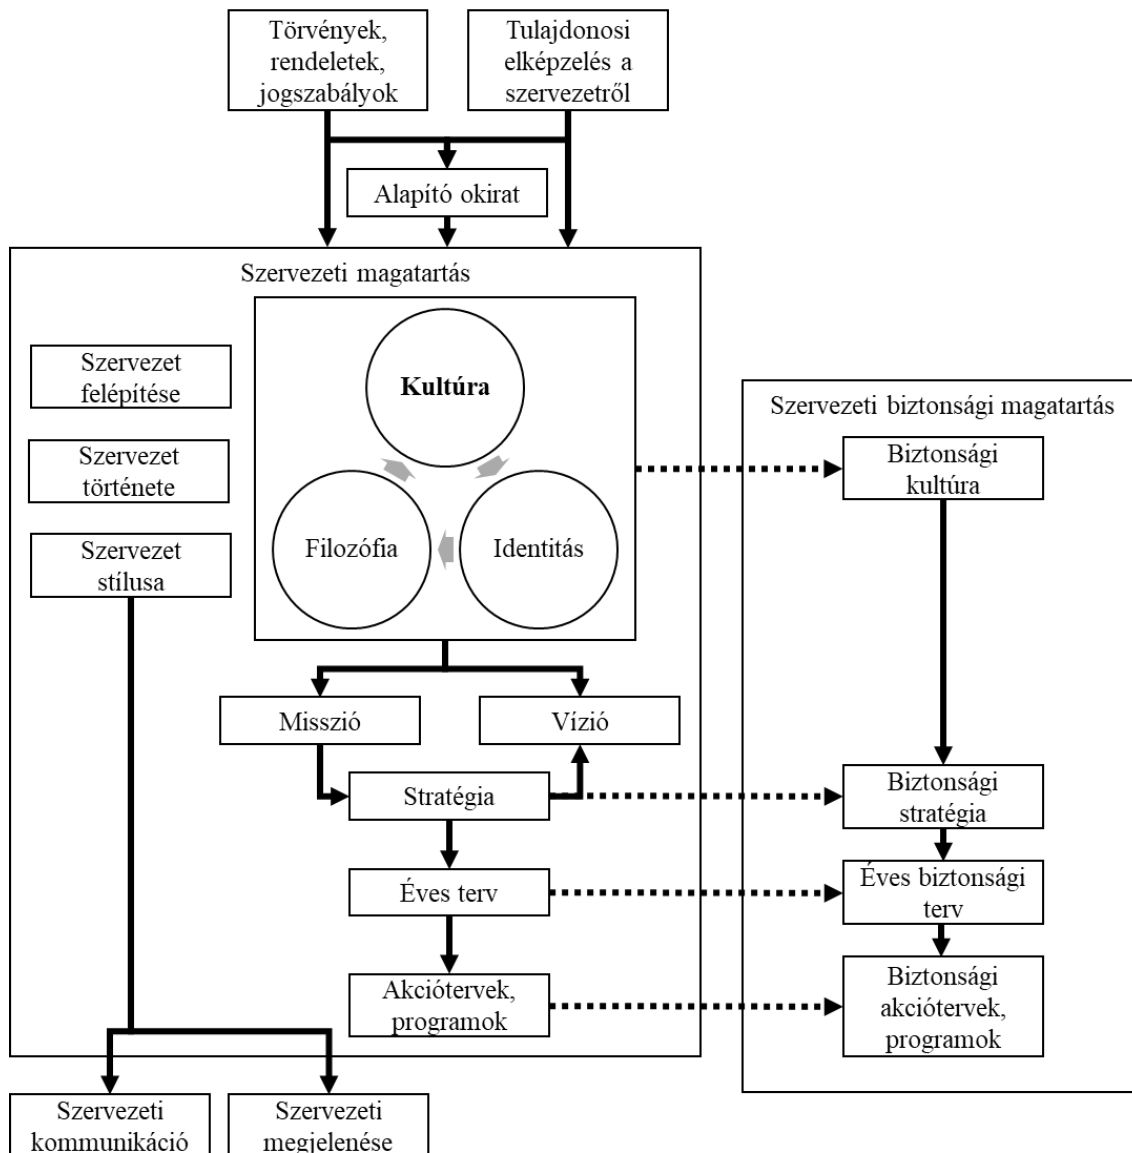 Törvények,
rendeletek,
jogszabályok
Tulajdonosi
elképzelés a
szervezetről
Alapító okirat
Szervezeti magatartás
Szervezet
felépítése
Szervezet
története
Szervezet
stílusa
Kultúra
Filozófia
Identitás
Misszió
Vízió
Stratégia
Éves terv
Akciótervek,
programok
Szervezeti biztonsági magatartás
Biztonsági
kultúra
Biztonsági
stratégia
Éves biztonsági
terv
Biztonsági
akciótervek,
programok
Szervezeti
kommunikáció
Szervezeti
megjelenése